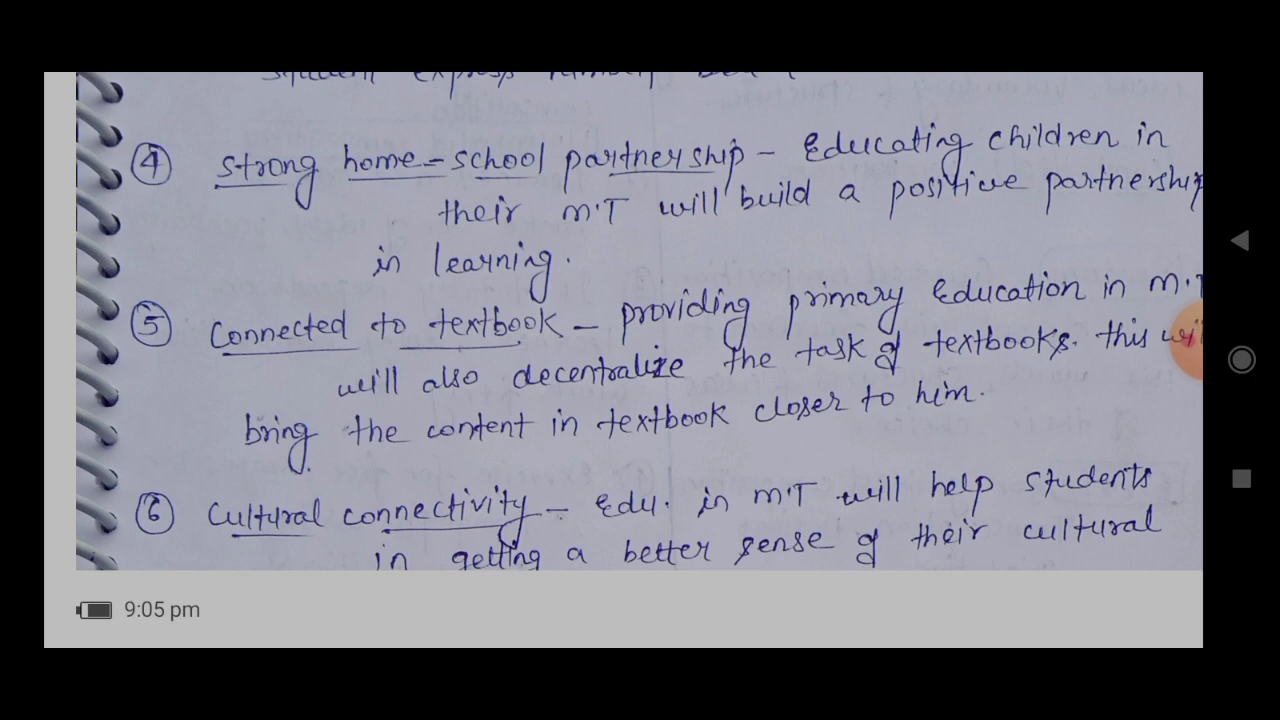 ④ Strong home-school partnership - Educating children in
their M.T will build a positive partnership
in learning.
⑤ Connected to textbook - providing primary Education in M.T
will also decentralize the task of textbooks. this will
bring the content in textbook closer to him.
⑥ Cultural connectivity - Edu. in M.T will help students
in getting a better sense of their cultural
9:05 pm